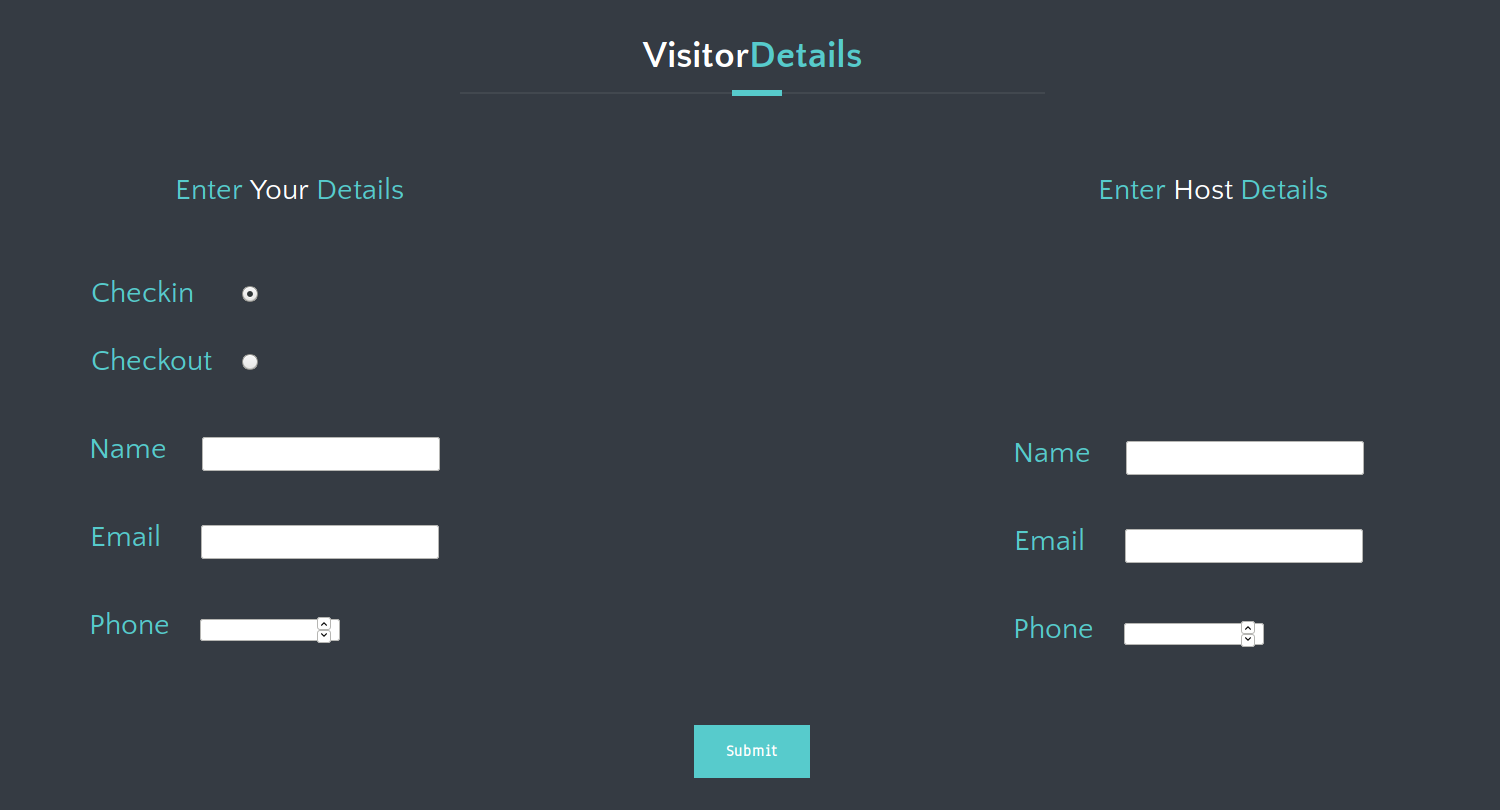 VisitorDetails
Enter Your Details
Checkin
Checkout
Name
Email
Phone
Enter Host Details
Name
Email
Phone
Submit